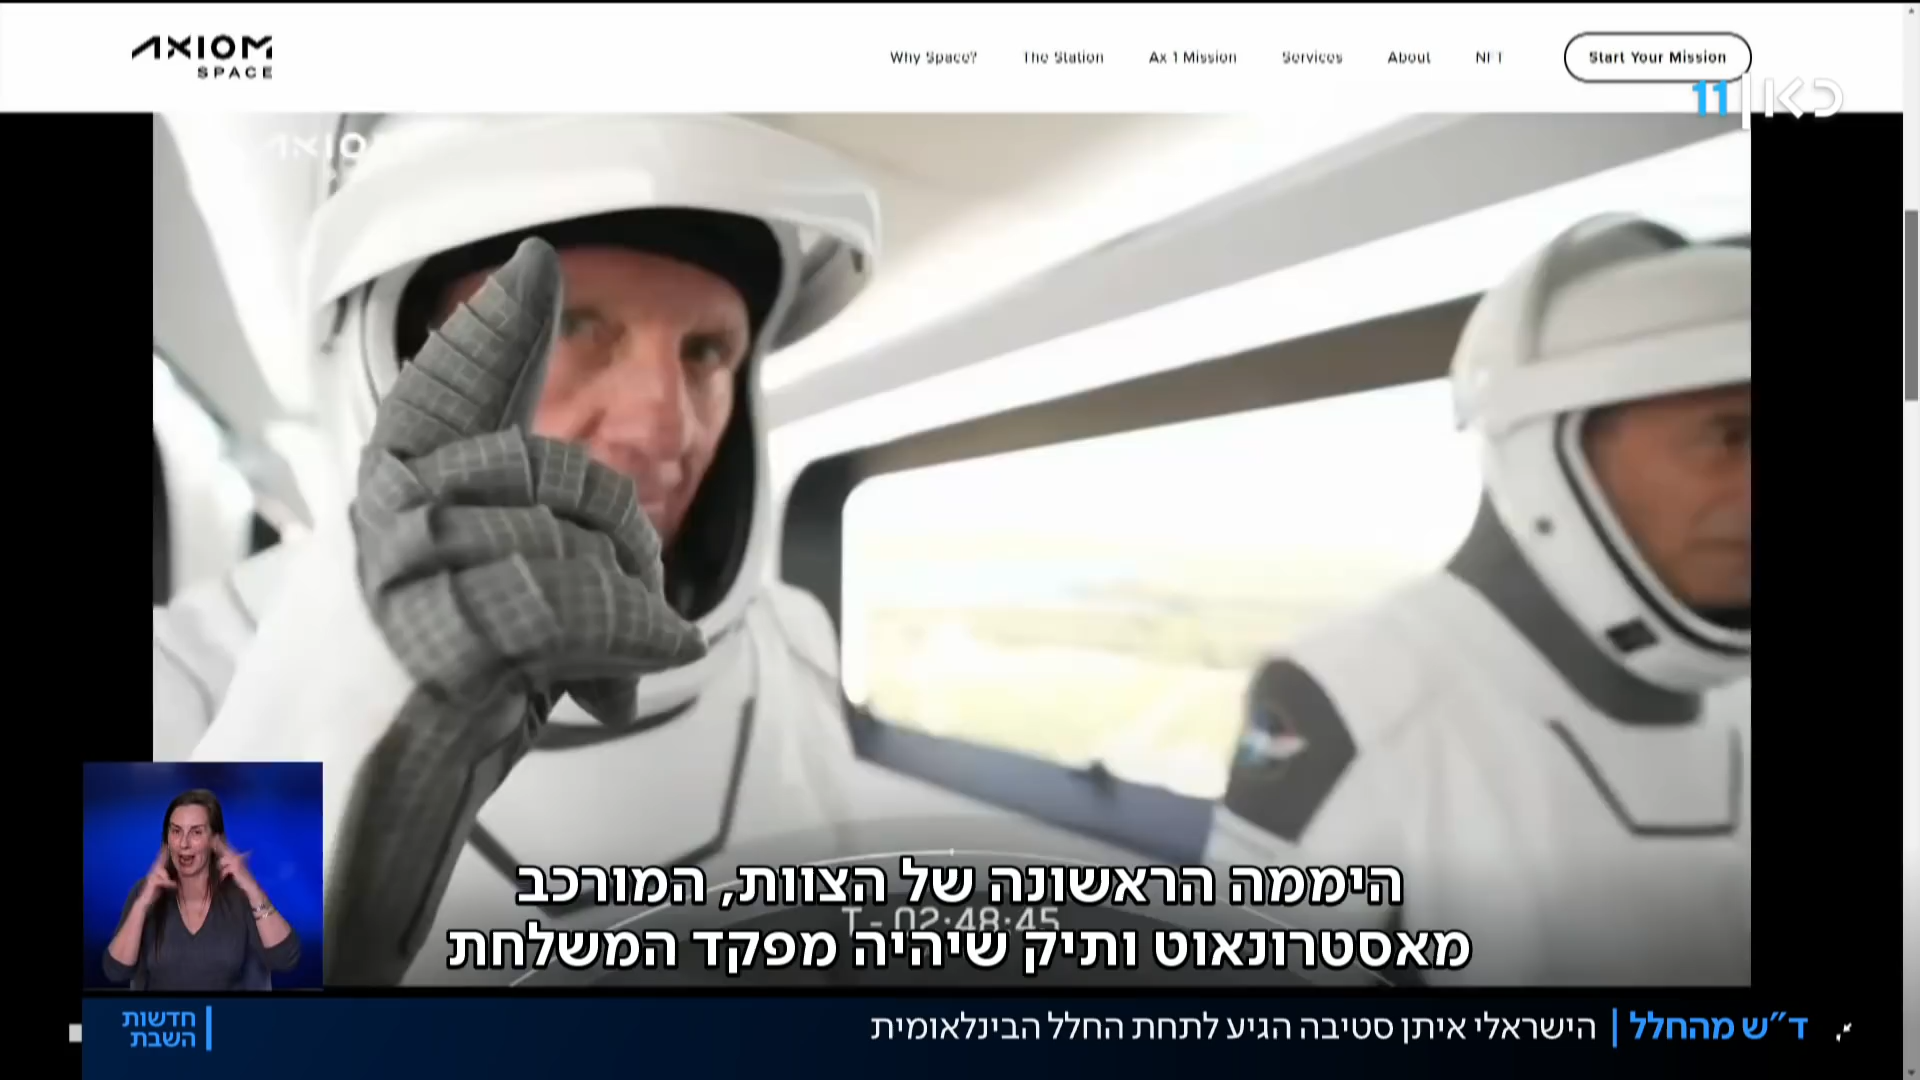 AXIOM
SPACE
Why Space?
The Station
Ax 1 Mission
Services
About
NFT
Start Your Mission
כאן 11
AXIO
היממה הראשונה של הצוות, המורכב
T - 02:48:45
מאסטרונאוט ותיק שיהיה מפקד המשלחת
ד"ש מהחלל | הישראלי איתן סטיבה הגיע לתחת החלל הבינלאומית
חדשות
השבת